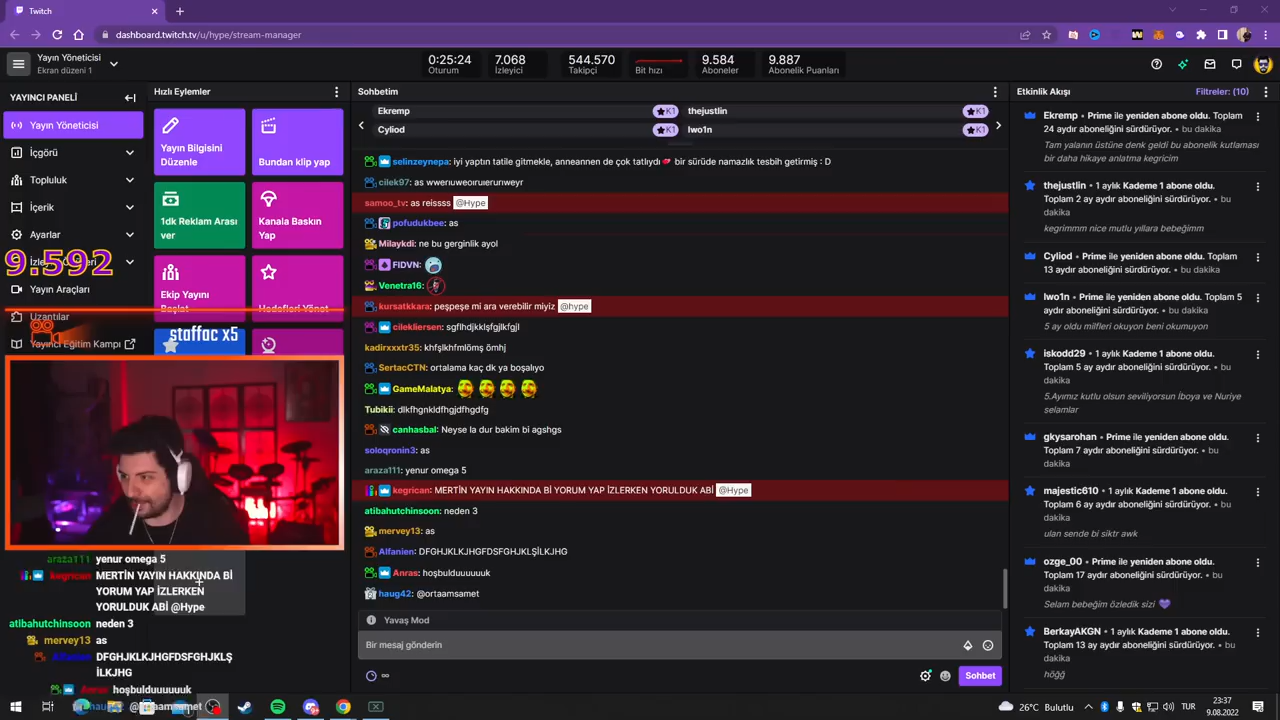 Twitch
dashboard.twitch.tv/u/hype/stream-manager
Yayın Yöneticisi
Ekran düzeni 1
0:25:24
Oturum
7.068
İzleyici
544.570
Takipçi
Bit hızı
9.584
Aboneler
9.887
Abonelik Puanları
YAYINCI PANELİ
Yayın Yöneticisi
İçgörü
Topluluk
İçerik
Ayarlar
9.592
Yayın Araçları
Uzantılar
Yayıncı Eğitim Kampı
Hızlı Eylemler
Yayın Bilgisini
Düzenle
Bundan klip yap
1dk Reklam Arası
ver
Kanala Baskın
Yap
Ekip Yayını
Başlat
Hedefleri Yönet
staffac x5
araza111 yenur omega 5
kegrican MERTİN YAYIN HAKKINDA Bİ
YORUM YAP İZLERKEN
YORULDUK ABİ @Hype
atibahutchinsoon neden 3
mervey13 as
Alfanien DFGHJKLKJHGFDSFGHJKLŞ
İLKJHG
Anras hoşbulduuuuuuk
Sohbetim
Ekremp K1 thejustlin K1
Cyliod K1 lwo1n K1
selinzeynepa: iyi yaptın tatile gitmekle, anneannen de çok tatlıydı bir sürüde namazlık tesbih getirmiş : D
cilek97: as wwerıuweoıruıeruruweyr
samoo_tv: as reissss @Hype
pofudukbee: as
Milaykdi: ne bu gerginlik ayol
FIDVN:
Venetra16:
kursatkkara: peşpeşe mi ara verebilir miyiz @hype
cilekliersen: sgflhdjkklşfgjlkfgjl
kadirxxxtr35: khfşlkhfmlömş ömhj
SertacCTN: ortalama kaç dk ya boşalıyo
GameMalatya:
Tubikii: dlkfhgnkldfhgjdfhgdfg
canhasbal: Neyse la dur bakim bi agshgs
soloqronin3: as
araza111: yenur omega 5
kegrican: MERTİN YAYIN HAKKINDA Bİ YORUM YAP İZLERKEN YORULDUK ABİ @Hype
atibahutchinsoon: neden 3
mervey13: as
Alfanien: DFGHJKLKJHGFDSFGHJKLŞİLKJHG
Anras: hoşbulduuuuuuk
haug42: @ortaamsamet
Yavaş Mod
Bir mesaj gönderin
Sohbet
Etkinlik Akışı
Filtreler: (10)
Ekremp • Prime ile yeniden abone oldu. Toplam
24 aydır aboneliğini sürdürüyor. • bu dakika
Tam yalanın üstüne denk geldi bu abonelik kutlaması
bir daha hikaye anlatma kegricim
thejustlin • 1 aylık Kademe 1 abone oldu.
Toplam 2 aydır aboneliğini sürdürüyor. • bu
dakika
kegrimmm nice mutlu yıllara bebeğimm
Cyliod • Prime ile yeniden abone oldu. Toplam
13 aydır aboneliğini sürdürüyor. • bu dakika
lwo1n • Prime ile yeniden abone oldu. Toplam 5
aydır aboneliğini sürdürüyor. • bu dakika
5 ay oldu milfleri okuyon beni okumuyon
iskodd29 • 1 aylık Kademe 1 abone oldu.
Toplam 5 aydır aboneliğini sürdürüyor. • bu
dakika
5.Ayımız kutlu olsun seviliyorsun İboya ve Nuriye
selamlar
gkysarohan • Prime ile yeniden abone oldu.
Toplam 7 aydır aboneliğini sürdürüyor. • bu
dakika
majestic610 • 1 aylık Kademe 1 abone oldu.
Toplam 6 aydır aboneliğini sürdürüyor. • bu
dakika
ulan sende bi siktr awk
ozge_00 • Prime ile yeniden abone oldu.
Toplam 17 aydır aboneliğini sürdürüyor. • bu
dakika
Selam bebeğim özledik sizi
BerkayAKGN • 1 aylık Kademe 1 abone oldu.
Toplam 13 ay aydır aboneliğini sürdürüyor. • bu
dakika
höğğ
26°C Bulutlu
TUR
23:37
9.08.2022